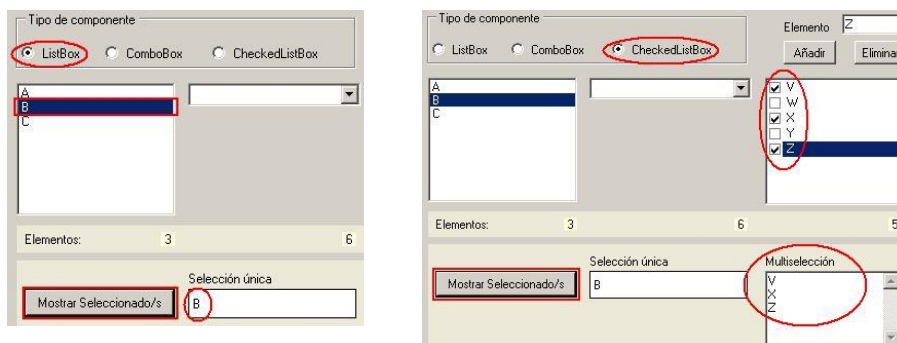 Tipo de componente
ListBox ComboBox CheckedListBox
A
B
C
Elementos: 3 6
Selección única
Mostrar Seleccionado/s B
Tipo de componente
Elemento Z
ListBox ComboBox CheckedListBox
Añadir Elimina
A
B
C
V
W
X
Y
Z
Elementos: 3 6 5
Selección única Multiselección
Mostrar Seleccionado/s B
V
X
Z